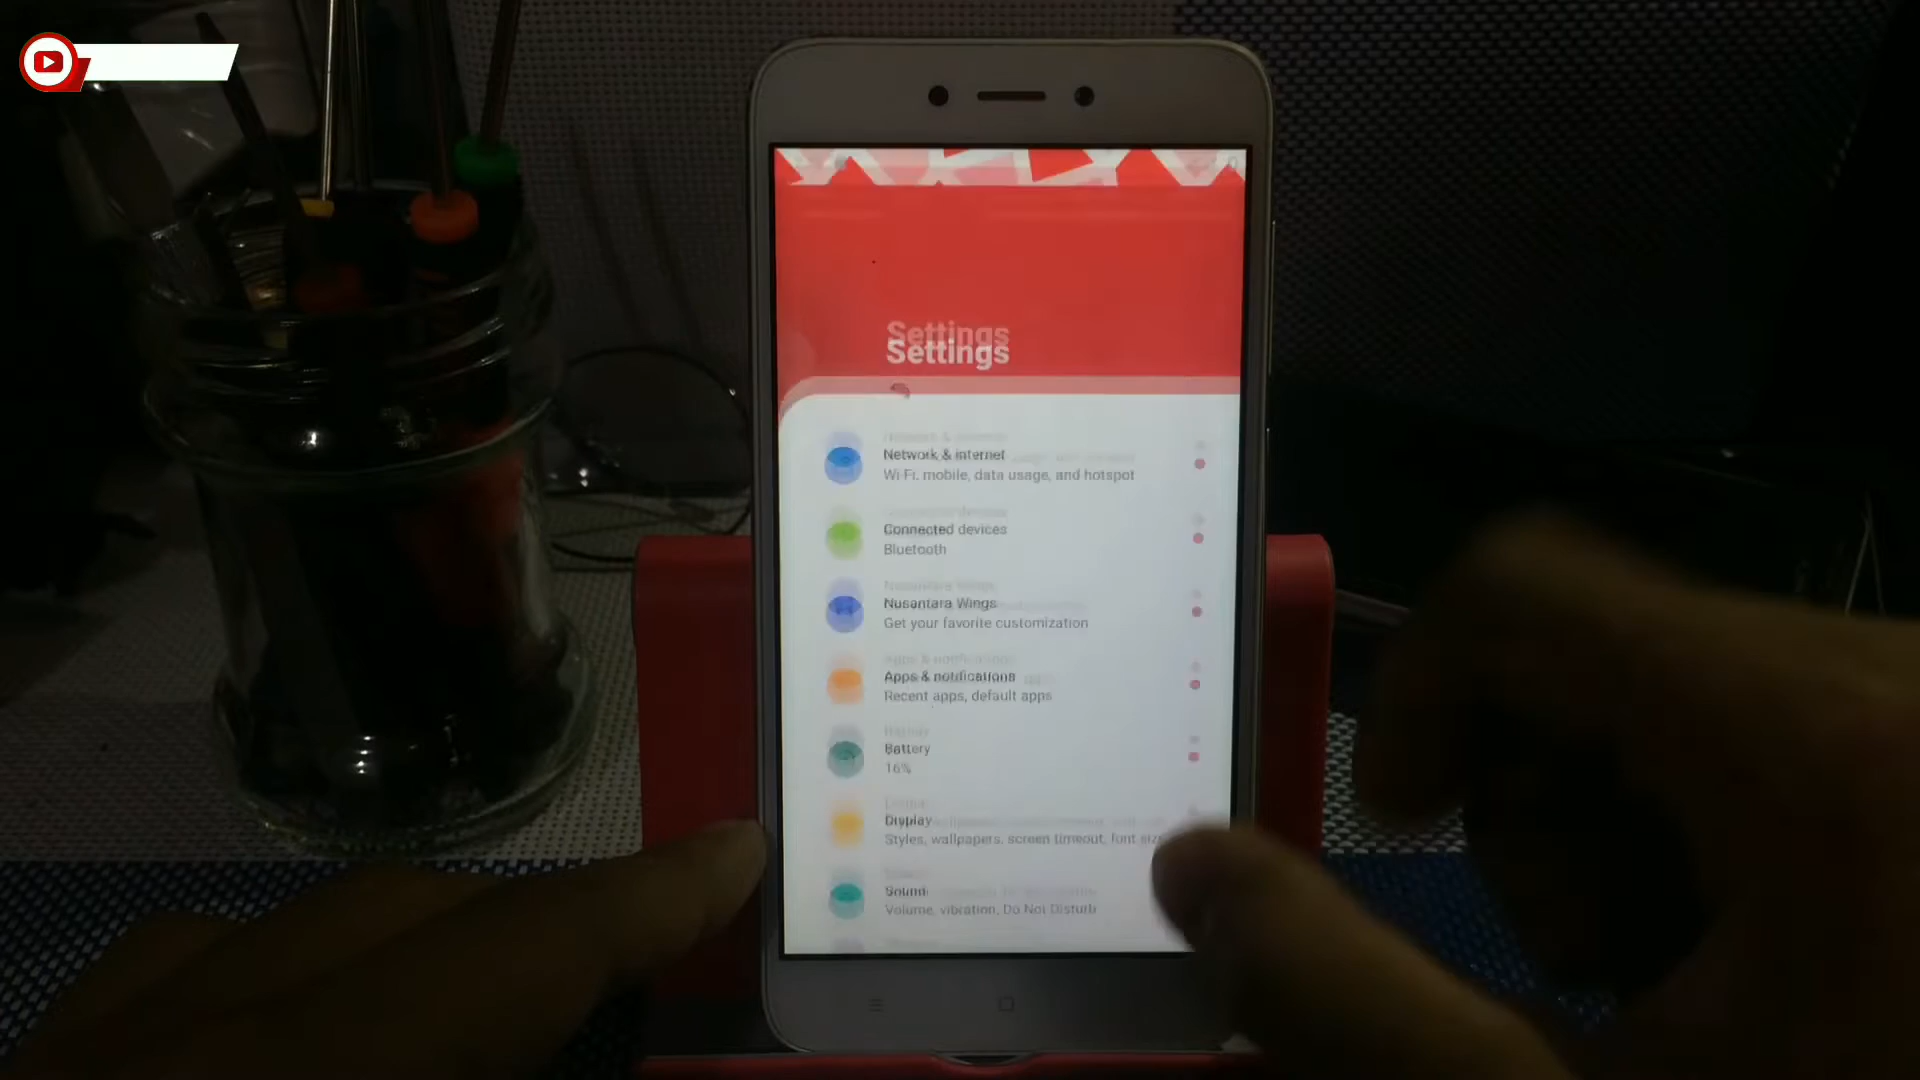 Settings
Settings
Network & internet
Wi-Fi, mobile, data usage, and hotspot
Connected devices
Bluetooth
Nusantara Wings
Get your favorite customization
Apps & notifications
Recent apps, default apps
Battery
16%
Display
Styles, wallpapers, screen timeout, font size
Sound
Volume, vibration, Do Not Disturb